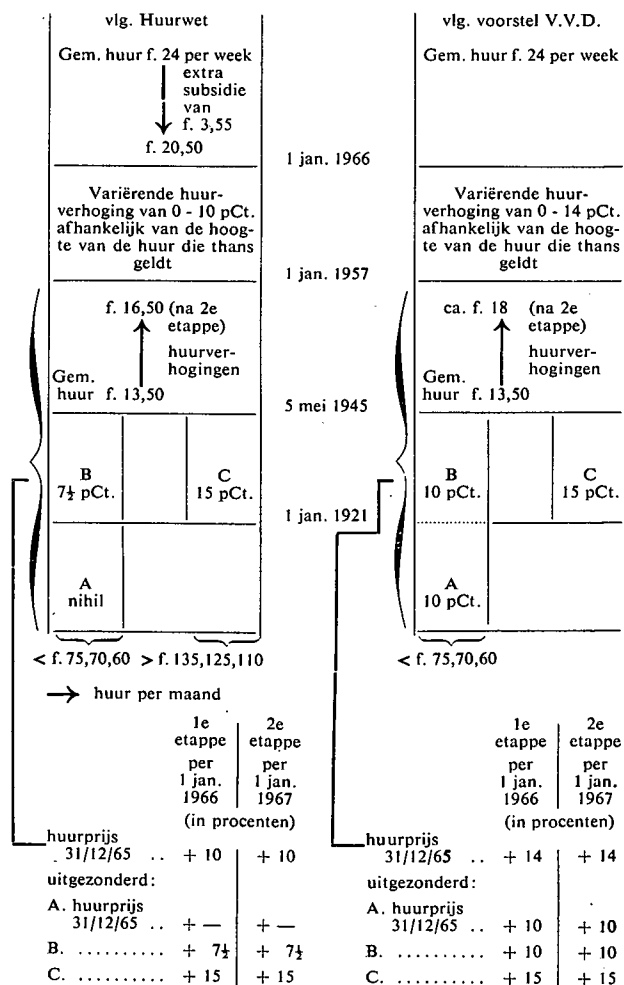 vlg. Huurwet
Gem. huur f. 24 per week
extra
subsidie
van
f. 3,55
f. 20,50
Variërende huur-
verhoging van 0 - 10 pCt.
afhankelijk van de hoog-
te van de huur die thans
geldt
f. 16,50 (na 2e
etappe)
huurver-
hogingen
Gem.
huur f. 13,50
B
7½ pCt.
C
15 pCt.
A
nihil
< f. 75,70,60 > f. 135,125,110
→ huur per maand
1 jan. 1966
1 jan. 1957
5 mei 1945
1 jan. 1921
vlg. voorstel V.V.D.
Gem. huur f. 24 per week
Variërende huur-
verhoging van 0 - 14 pCt.
afhankelijk van de hoog-
te van de huur die thans
geldt
ca. f. 18 (na 2e
etappe)
huurver-
hogingen
Gem.
huur f. 13,50
B
10 pCt.
C
15 pCt.
A
10 pCt.
< f. 75,70,60
1e 2e
etappe etappe
per per
1 jan. 1 jan.
1966 1967
(in procenten)
huurprijs
31/12/65 .. + 10 + 10
uitgezonderd:
A. huurprijs
31/12/65 .. + — + —
B. .......... + 7½ + 7½
C. .......... + 15 + 15
1e 2e
etappe etappe
per per
1 jan. 1 jan.
1966 1967
(in procenten)
huurprijs
31/12/65 .. + 14 + 14
uitgezonderd:
A. huurprijs
31/12/65 .. + 10 + 10
B. .......... + 10 + 10
C. .......... + 15 + 15